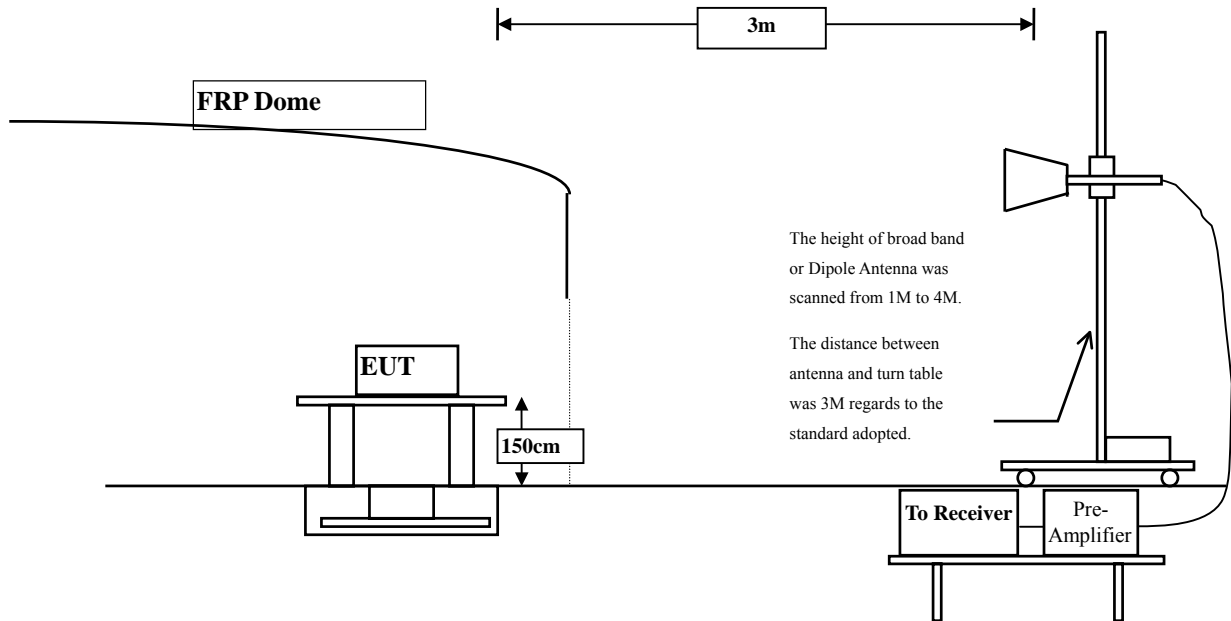 3m
FRP Dome
The height of broad band
or Dipole Antenna was
scanned from 1M to 4M.
The distance between
antenna and turn table
was 3M regards to the
standard adopted.
EUT
150cm
To Receiver
Pre-
Amplifier